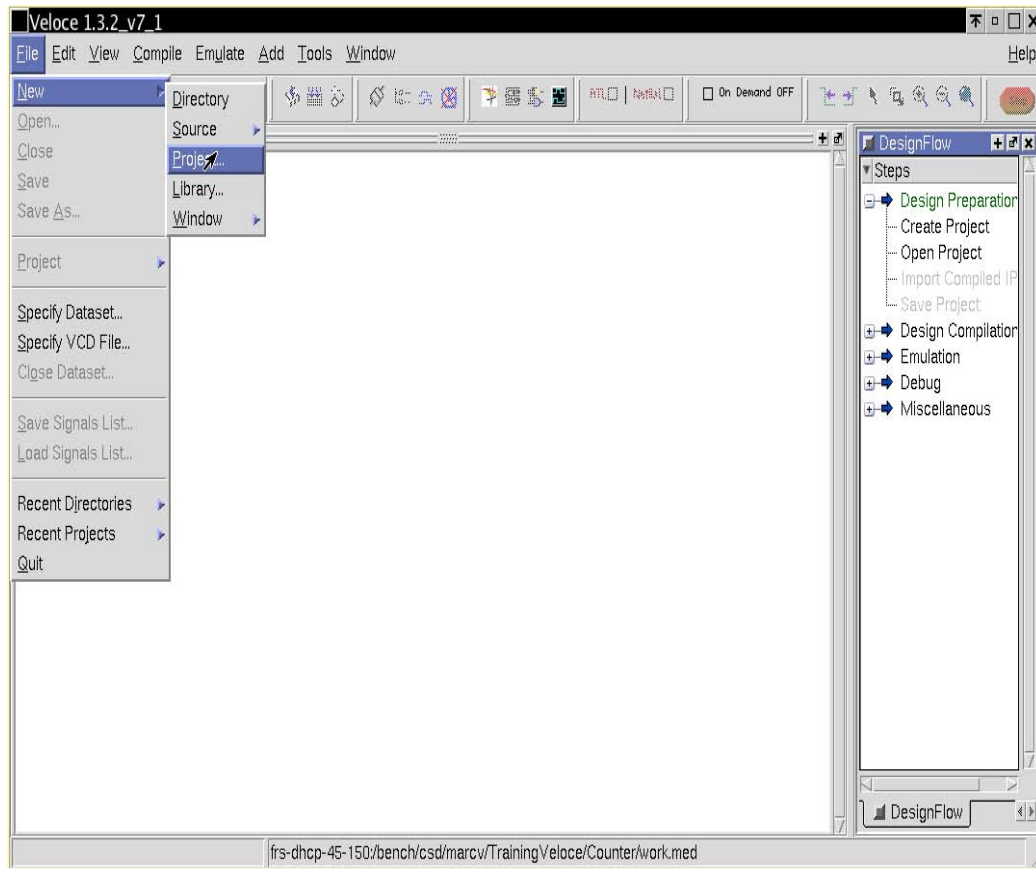 Veloce 1.3.2_v7_1
File Edit View Compile Emulate Add Tools Window Help
New
Open...
Close
Save
Save As...
Project
Specify Dataset...
Specify VCD File...
Close Dataset...
Save Signals List...
Load Signals List...
Recent Directories
Recent Projects
Quit
Directory
Source
Library...
Window
RTL
On Demand OFF
Stop
DesignFlow
Steps
Design Preparation
Create Project
Open Project
Import Compiled IP
Save Project
Design Compilation
Emulation
Debug
Miscellaneous
DesignFlow
frs-dhcp-45-150:/bench/csd/marcv/TrainingVeloce/Counter/work.med